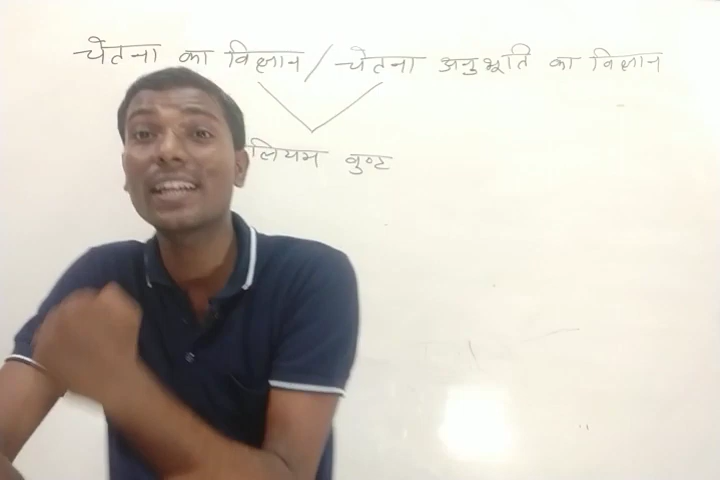 चेतना का विज्ञान / चेतना अनुभूति का विज्ञान
लियम वुण्ट